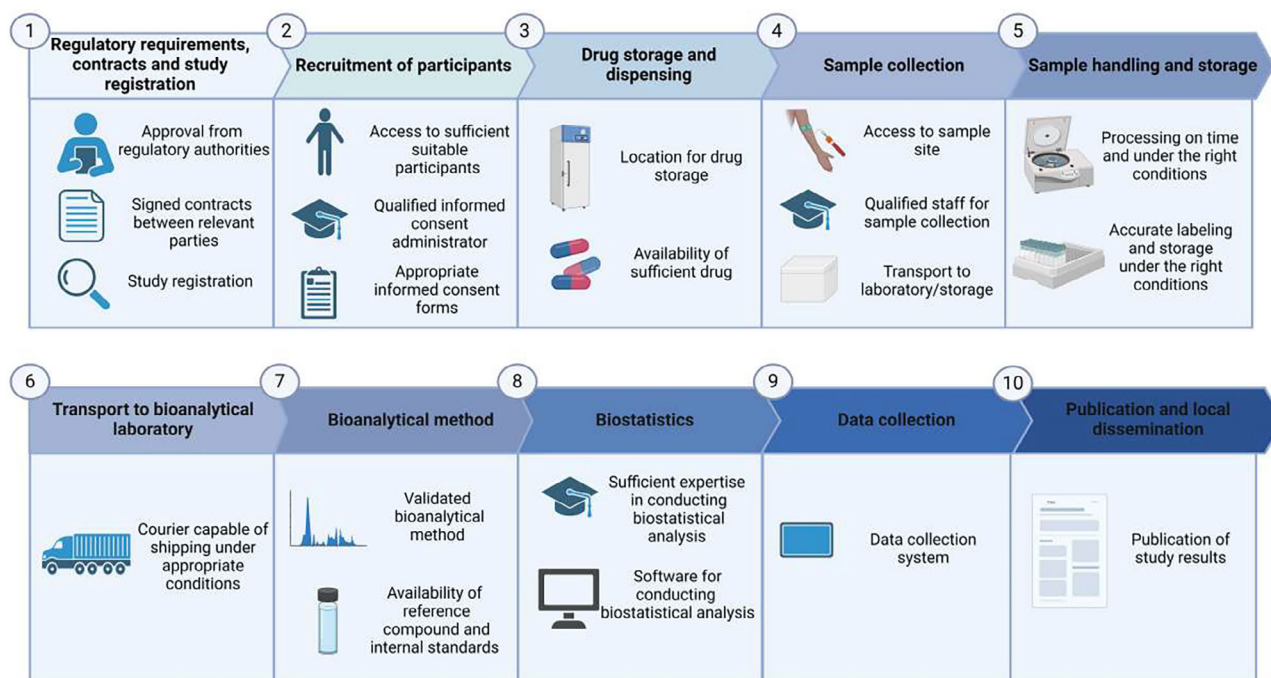 1
Regulatory requirements,
contracts and study
registration
Approval from
regulatory authorities
Signed contracts
between relevant
parties
Study registration
2
Recruitment of participants
Access to sufficient
suitable
participants
Qualified informed
consent
administrator
Appropriate
informed consent
forms
3
Drug storage and
dispensing
Location for drug
storage
Availability of
sufficient drug
4
Sample collection
Access to sample
site
Qualified staff for
sample collection
Transport to
laboratory/storage
5
Sample handling and storage
Processing on time
and under the right
conditions
Accurate labeling
and storage
under the right
conditions
6
Transport to bioanalytical
laboratory
Courier capable of
shipping under
appropriate
conditions
7
Bioanalytical method
Validated
bioanalytical
method
Availability of
reference
compound and
internal standards
8
Biostatistics
Sufficient expertise
in conducting
biostatistical
analysis
Software for
conducting
biostatistical analysis
9
Data collection
Data collection
system
10
Publication and local
dissemination
Publication of
study results